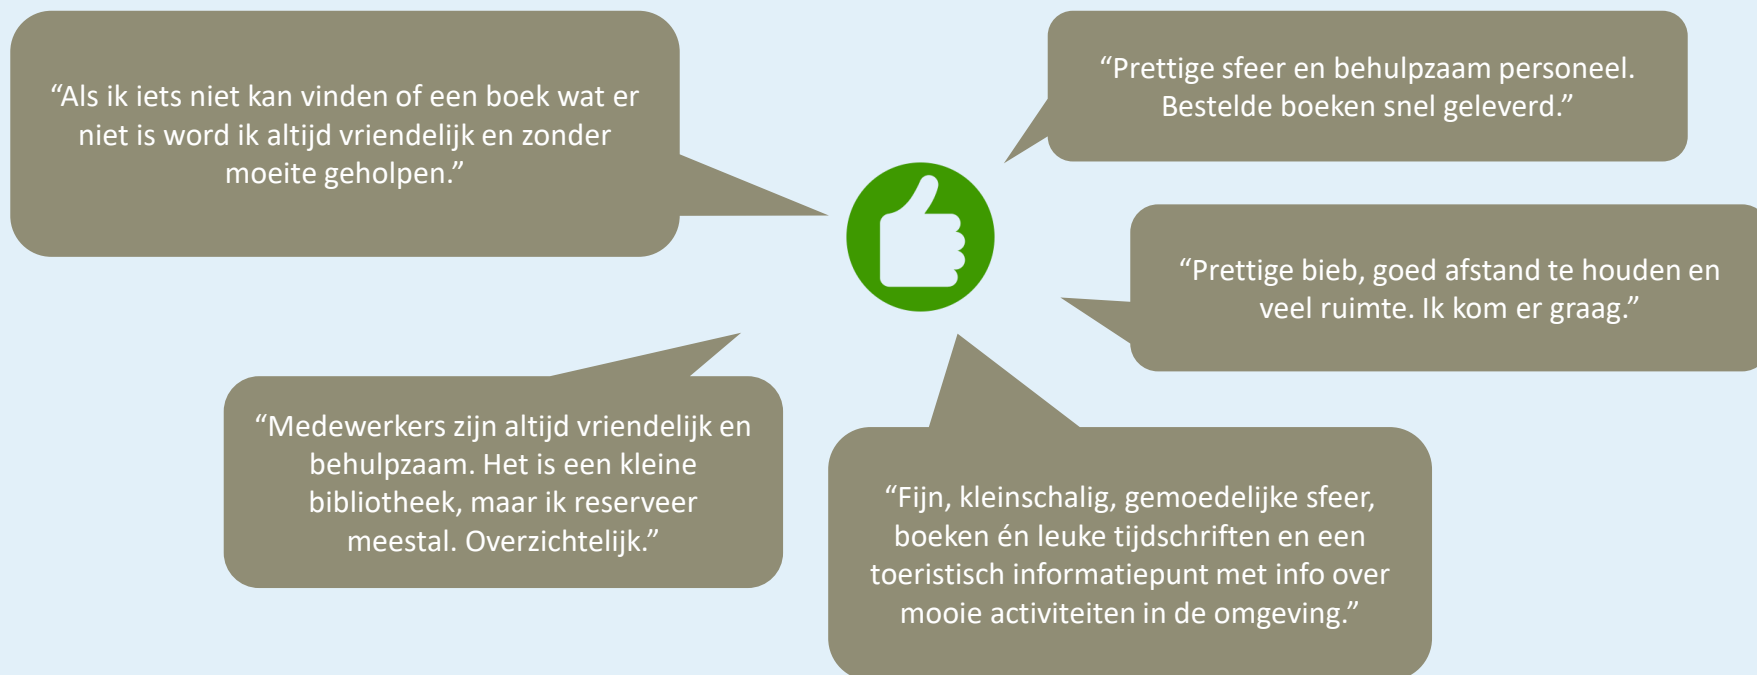 “Als ik iets niet kan vinden of een boek wat er
niet is word ik altijd vriendelijk en zonder
moeite geholpen.”
“Prettige sfeer en behulpzaam personeel.
Bestelde boeken snel geleverd.”
“Prettige bieb, goed afstand te houden en
veel ruimte. Ik kom er graag.”
“Medewerkers zijn altijd vriendelijk en
behulpzaam. Het is een kleine
bibliotheek, maar ik reserveer
meestal. Overzichtelijk.”
“Fijn, kleinschalig, gemoedelijke sfeer,
boeken én leuke tijdschriften en een
toeristisch informatiepunt met info over
mooie activiteiten in de omgeving.”